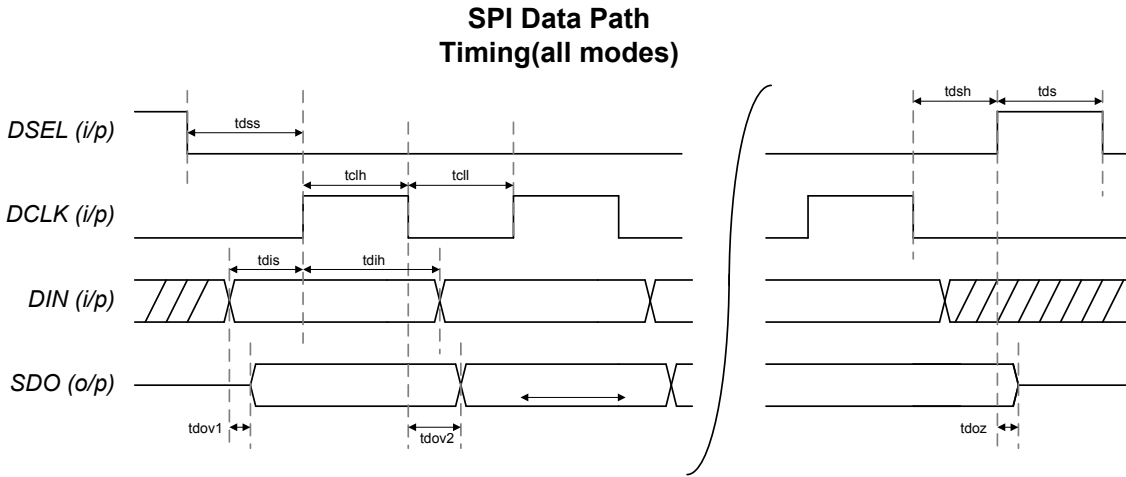 SPI Data Path
Timing(all modes)
tdsh
tds
DSEL (i/p)
tdss
tclh
tcll
DCLK (i/p)
tdis
tdih
DIN (i/p)
SDO (o/p)
tdov1
tdov2
tdoz